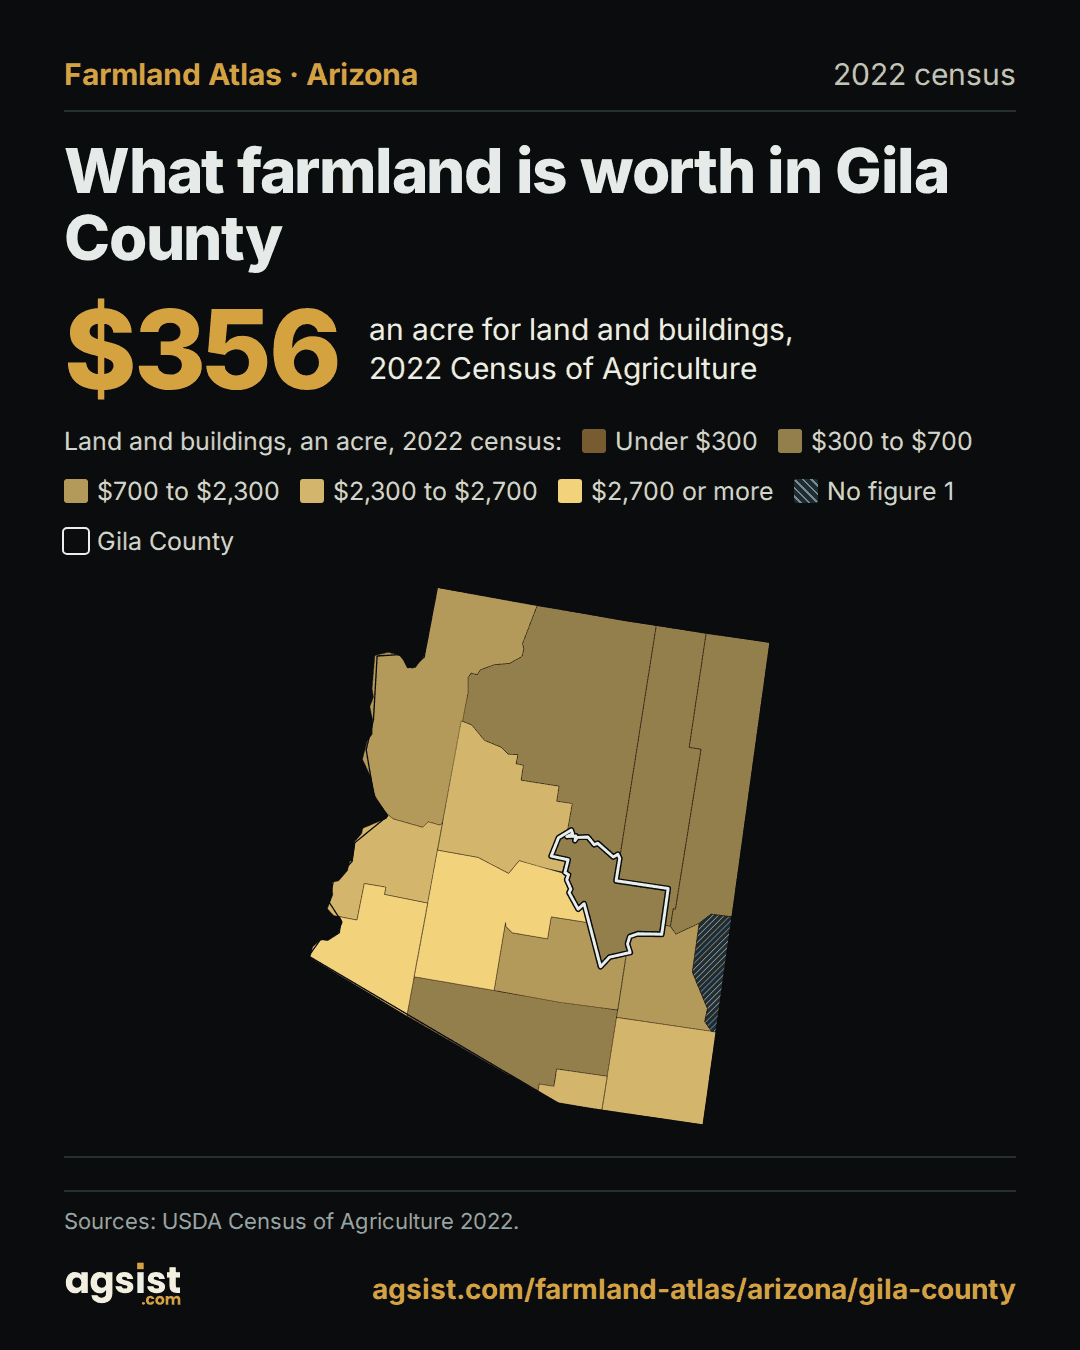 Farmland Atlas · Arizona
2022 census
What farmland is worth in Gila
County
$356
an acre for land and buildings,
2022 Census of Agriculture
Land and buildings, an acre, 2022 census: Under $300 $300 to $700
$700 to $2,300 $2,300 to $2,700 $2,700 or more No figure 1
Gila County
Sources: USDA Census of Agriculture 2022.
agsist
.com
agsist.com/farmland-atlas/arizona/gila-county